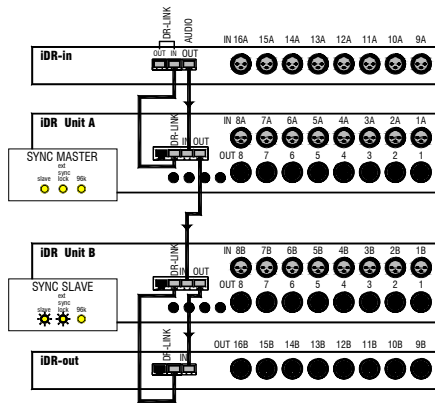 DR-LINK
AUDIO
OUT IN OUT
iDR-in
IN 16A 15A 14A 13A 12A 11A 10A 9A
iDR Unit A
DR-LINK
IN OUT
IN 8A 7A 6A 5A 4A 3A 2A 1A
OUT 8 7 6 5 4 3 2 1
SYNC MASTER
slave
ext sync lock
96k
iDR Unit B
DR-LINK
IN OUT
IN 8B 7B 6B 5B 4B 3B 2B 1B
OUT 8 7 6 5 4 3 2 1
SYNC SLAVE
slave
ext sync lock
96k
iDR-out
DR-LINK
IN
OUT 16B 15B 14B 13B 12B 11B 10B 9B